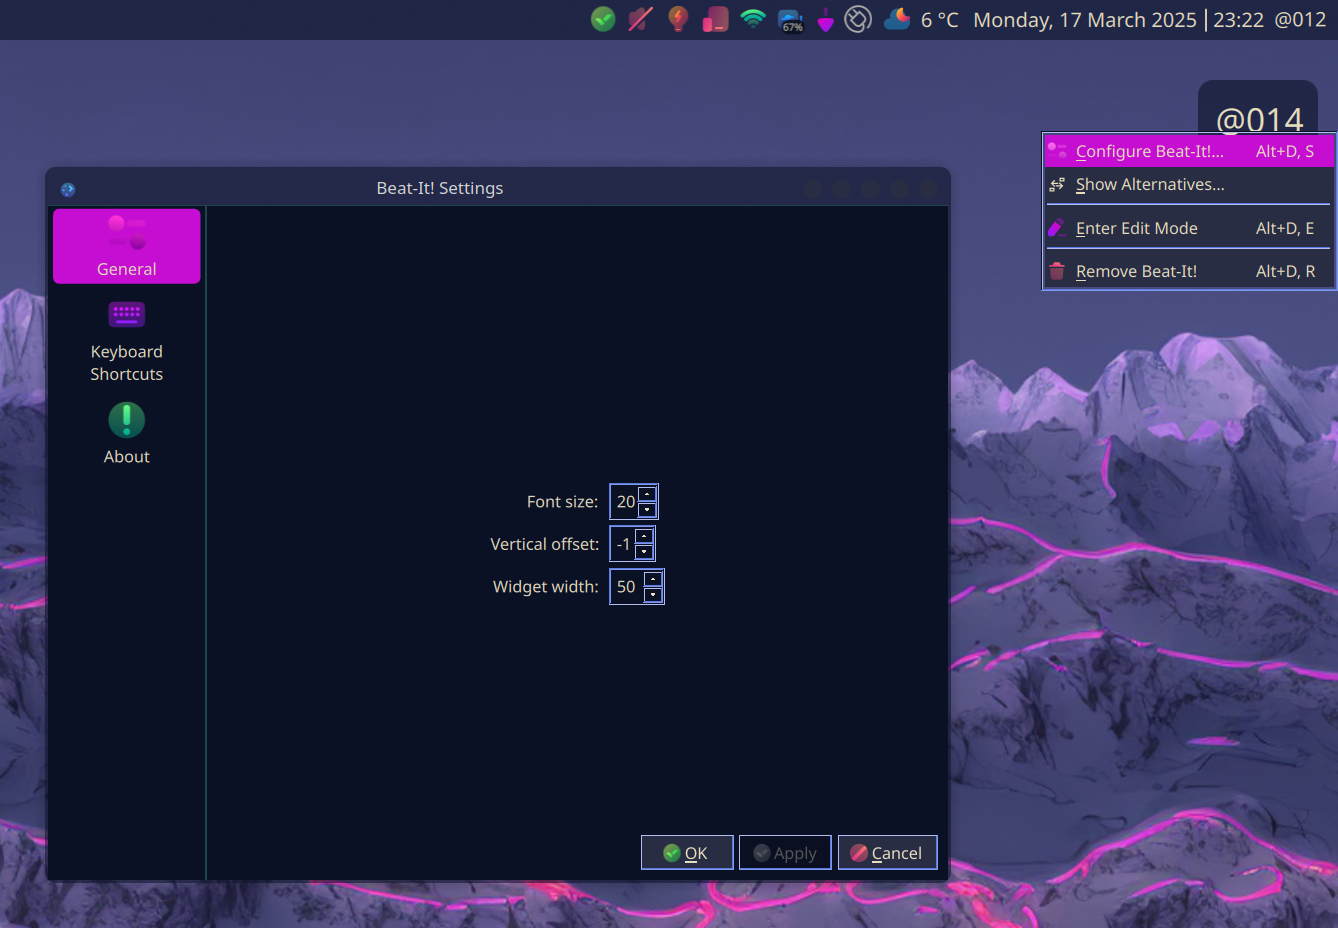 67%
6 °C Monday, 17 March 2025 | 23:22 @012
@014
Configure Beat-It!... Alt+D, S
Show Alternatives...
Enter Edit Mode Alt+D, E
Remove Beat-It! Alt+D, R
Beat-It! Settings
General
Keyboard
Shortcuts
About
Font size: 20
Vertical offset: -1
Widget width: 50
OK
Apply
Cancel